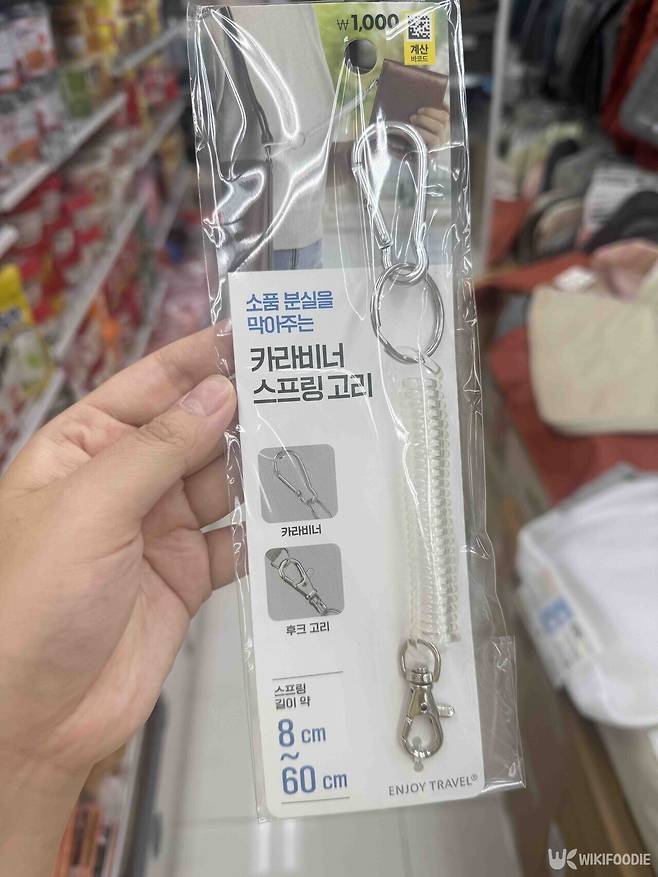 ₩1,000
계산
바코드
소품 분실을
막아주는
카라비너
스프링 고리
카라비너
후크 고리
스프링
길이 약
8 cm
~
60 cm
ENJOY TRAVEL®
WIKIFOODIE